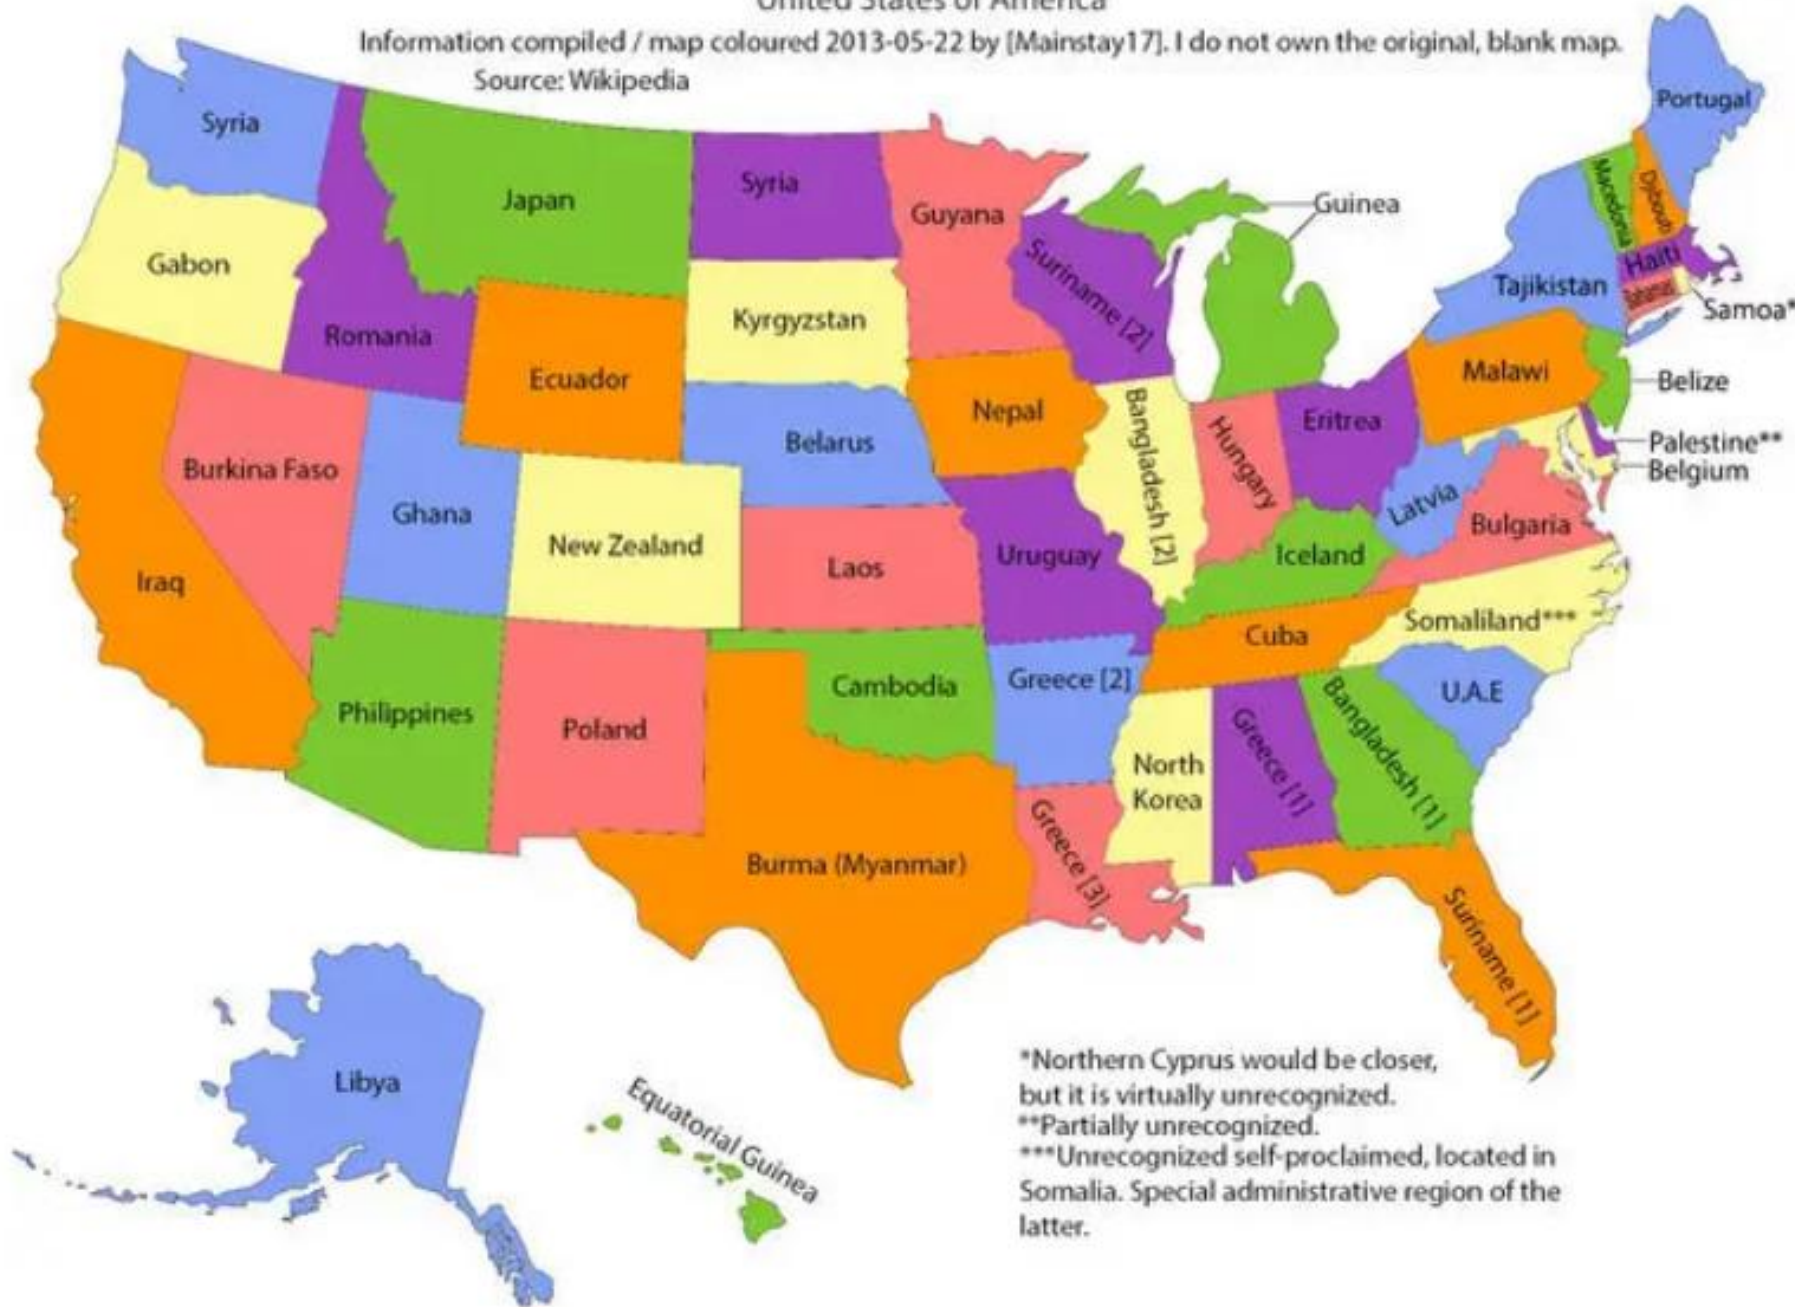 United States of America
Information compiled / map coloured 2013-05-22 by [Mainstay17]. I do not own the original, blank map.
Source: Wikipedia
Portugal
Syria
Japan
Syria
Guyana
Guinea
Macedonia
Djibouti
Gabon
Romania
Kyrgyzstan
Suriname [2]
Tajikistan
Haiti
Bahamas
Samoa*
Ecuador
Nepal
Malawi
Belize
Burkina Faso
Belarus
Bangladesh [2]
Hungary
Eritrea
Palestine**
Belgium
Ghana
New Zealand
Laos
Uruguay
Iceland
Latvia
Bulgaria
Iraq
Cuba
Somaliland***
Philippines
Poland
Cambodia
Greece [2]
U.A.E
North
Korea
Greece [1]
Bangladesh [1]
Burma (Myanmar)
Greece [3]
Suriname [1]
Libya
Equatorial Guinea
*Northern Cyprus would be closer,
but it is virtually unrecognized.
**Partially unrecognized.
***Unrecognized self-proclaimed, located in
Somalia. Special administrative region of the
latter.